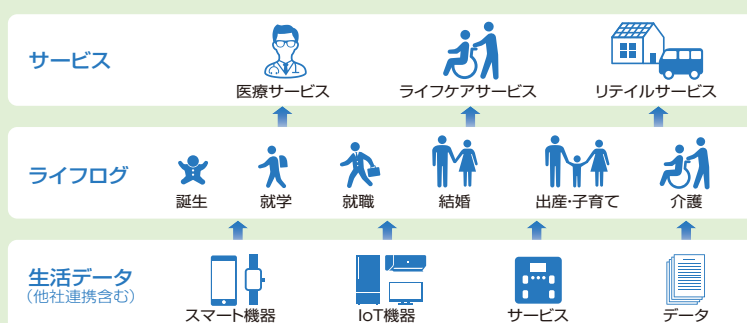 サービス
医療サービス
ライフケアサービス
リテイルサービス
ライフログ
誕生
就学
就職
結婚
出産・子育て
介護
生活データ
（他社連携含む）
スマート機器
IoT機器
サービス
データ